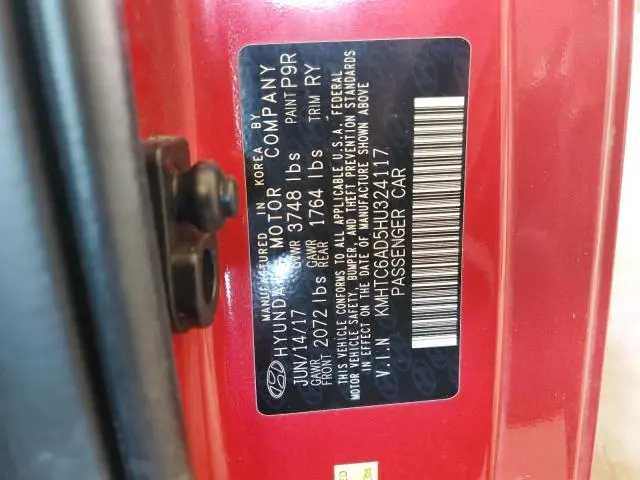 MANUFACTURED IN KOREA BY
HYUNDAI MOTOR COMPANY
JUN/14/17 GVWR 3748 lbs PAINT P9R
GAWR FRONT 2072 lbs GAWR REAR 1764 lbs TRIM RY
THIS VEHICLE CONFORMS TO ALL APPLICABLE U.S.A. FEDERAL
MOTOR VEHICLE SAFETY, BUMPER, AND THEFT PREVENTION STANDARDS
IN EFFECT ON THE DATE OF MANUFACTURE SHOWN ABOVE
V.I.N KMHTC6AD5HU324117
PASSENGER CAR